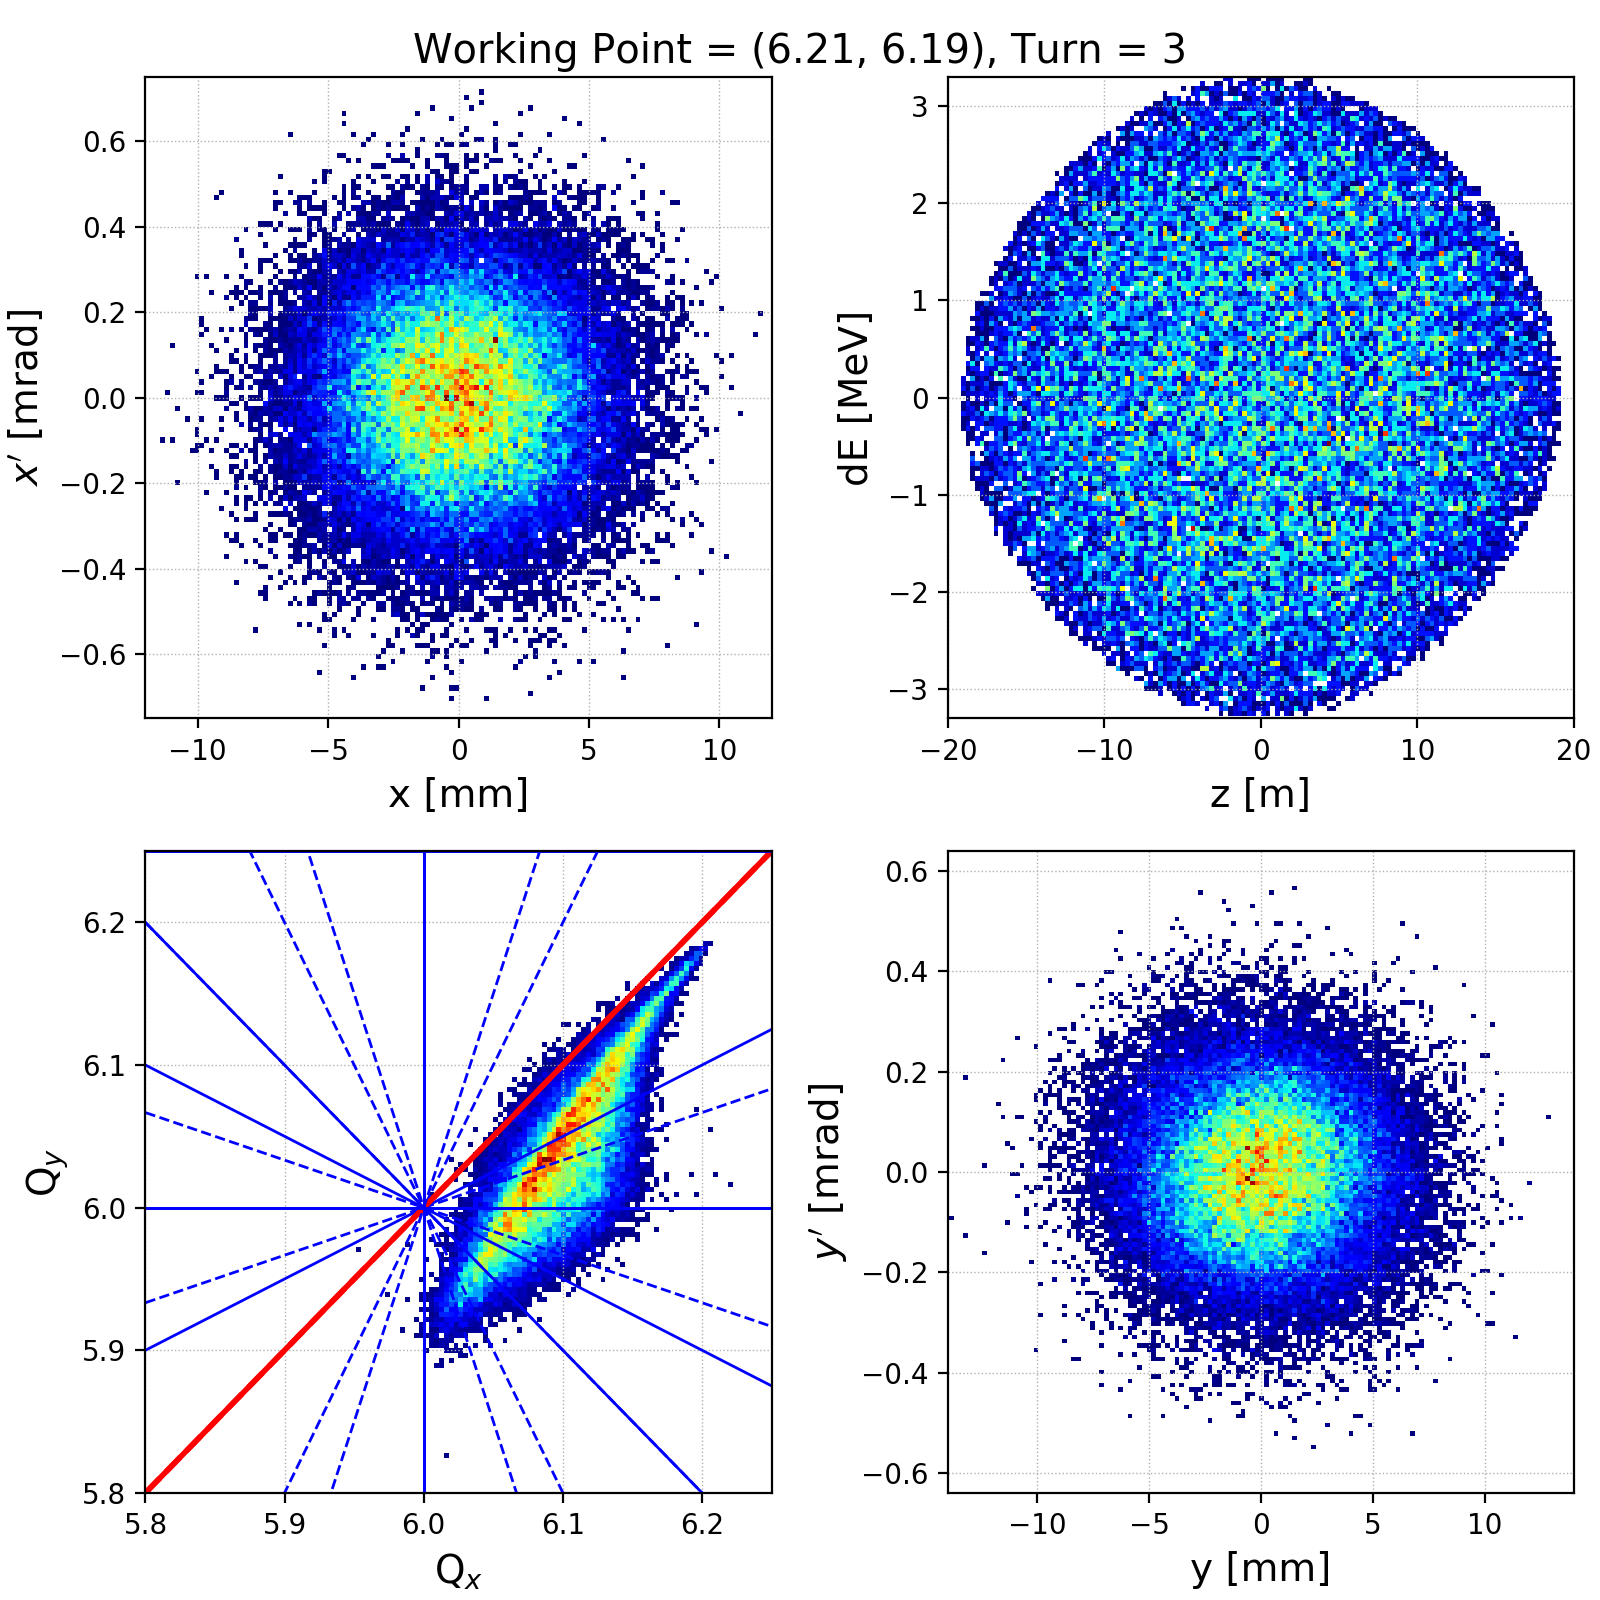 Working Point = (6.21, 6.19), Turn = 3
0.6
0.4
0.2
0.0
−0.2
−0.4
−0.6
x′ [mrad]
−10 −5 0 5 10
x [mm]
3
2
1
0
−1
−2
−3
dE [MeV]
−20 −10 0 10 20
z [m]
6.2
6.1
6.0
5.9
5.8
Qy
5.8 5.9 6.0 6.1 6.2
Qx
0.6
0.4
0.2
0.0
−0.2
−0.4
−0.6
y′ [mrad]
−10 −5 0 5 10
y [mm]